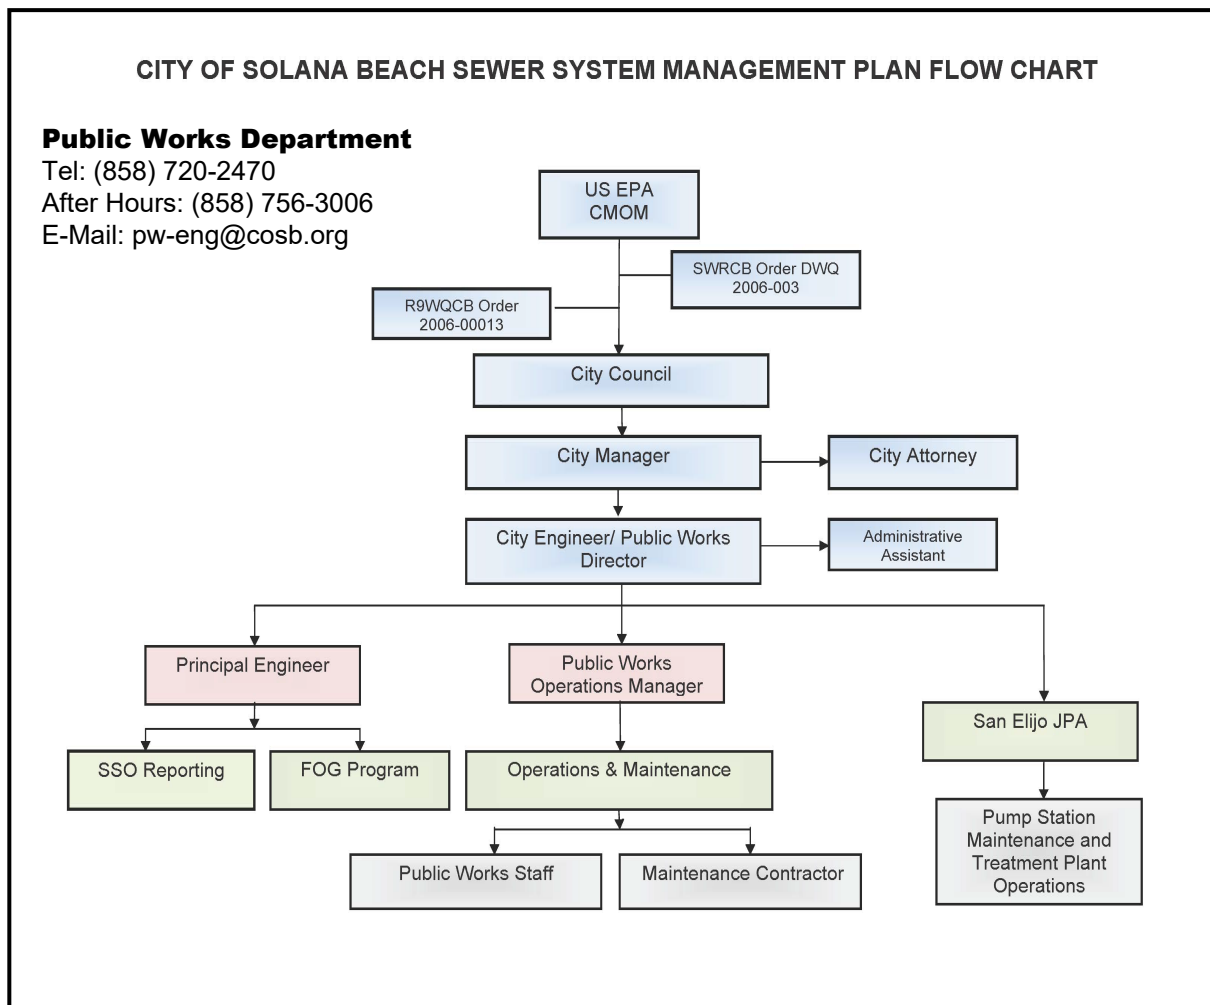 CITY OF SOLANA BEACH SEWER SYSTEM MANAGEMENT PLAN FLOW CHART
Public Works Department
Tel: (858) 720-2470
After Hours: (858) 756-3006
E-Mail: pw-eng@cosb.org
US EPA
CMOM
SWRCB Order DWQ
2006-003
R9WQCB Order
2006-00013
City Council
City Manager
City Attorney
City Engineer/ Public Works
Director
Administrative
Assistant
Principal Engineer
Public Works
Operations Manager
San Elijo JPA
SSO Reporting
FOG Program
Operations & Maintenance
Pump Station
Maintenance and
Treatment Plant
Operations
Public Works Staff
Maintenance Contractor